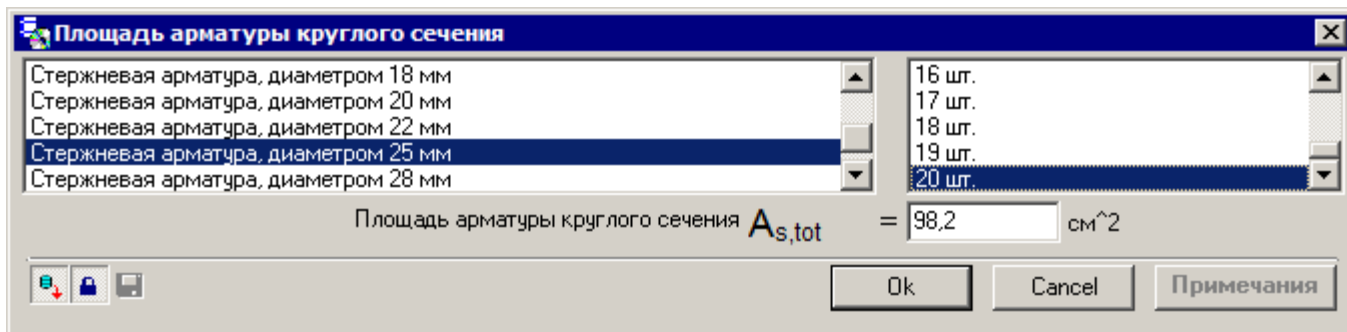 Площадь арматуры круглого сечения
Стержневая арматура, диаметром 18 мм
Стержневая арматура, диаметром 20 мм
Стержневая арматура, диаметром 22 мм
Стержневая арматура, диаметром 25 мм
Стержневая арматура, диаметром 28 мм
16 шт.
17 шт.
18 шт.
19 шт.
20 шт.
Площадь арматуры круглого сечения As,tot = 98,2 см^2
Ok Cancel Примечания